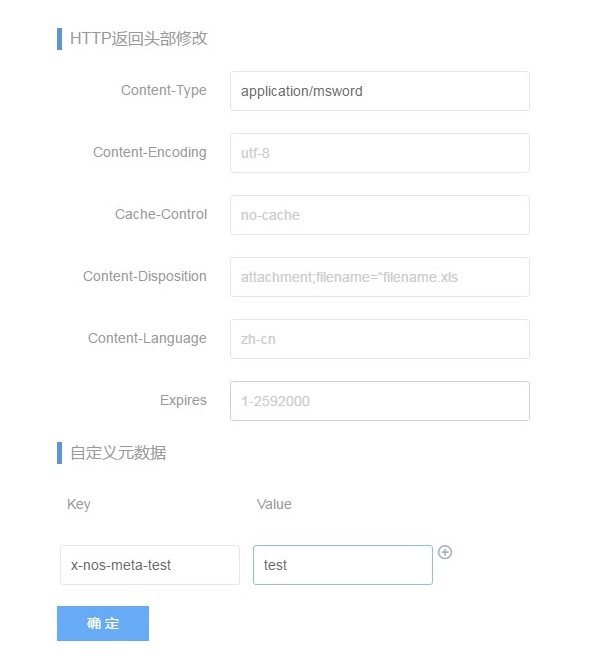 HTTP返回头部修改
Content-Type application/msword
Content-Encoding utf-8
Cache-Control no-cache
Content-Disposition attachment;filename="filename.xls
Content-Language zh-cn
Expires 1-2592000
自定义元数据
Key Value
x-nos-meta-test test
确 定